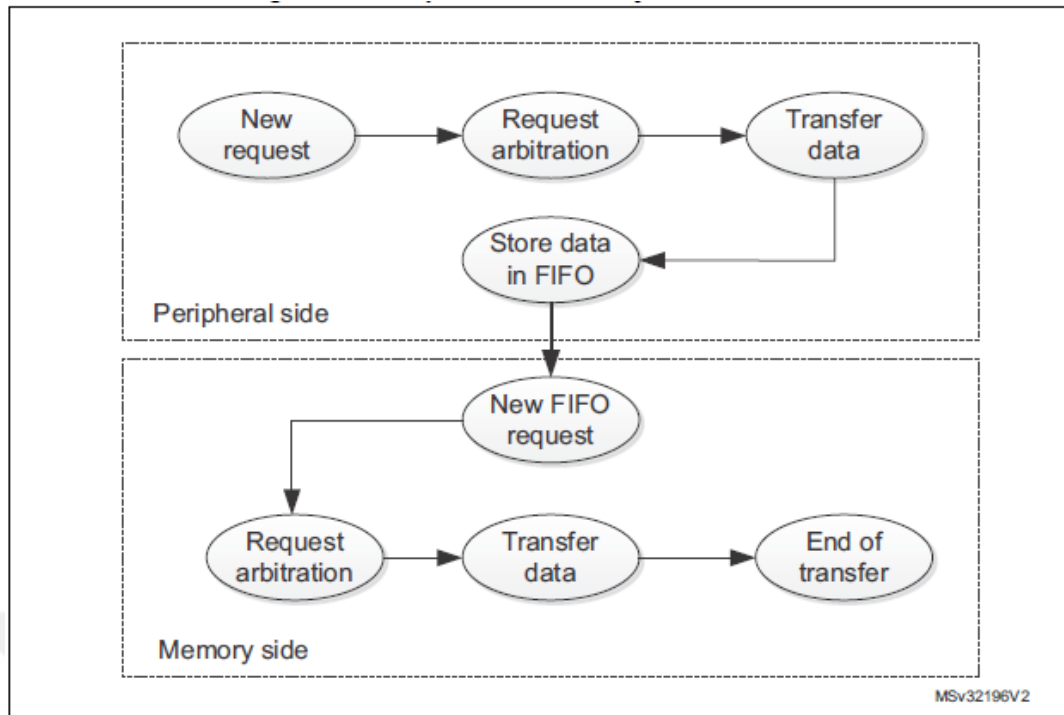 New
request
Request
arbitration
Transfer
data
Store data
in FIFO
Peripheral side
New FIFO
request
Request
arbitration
Transfer
data
End of
transfer
Memory side
MSv32196V2